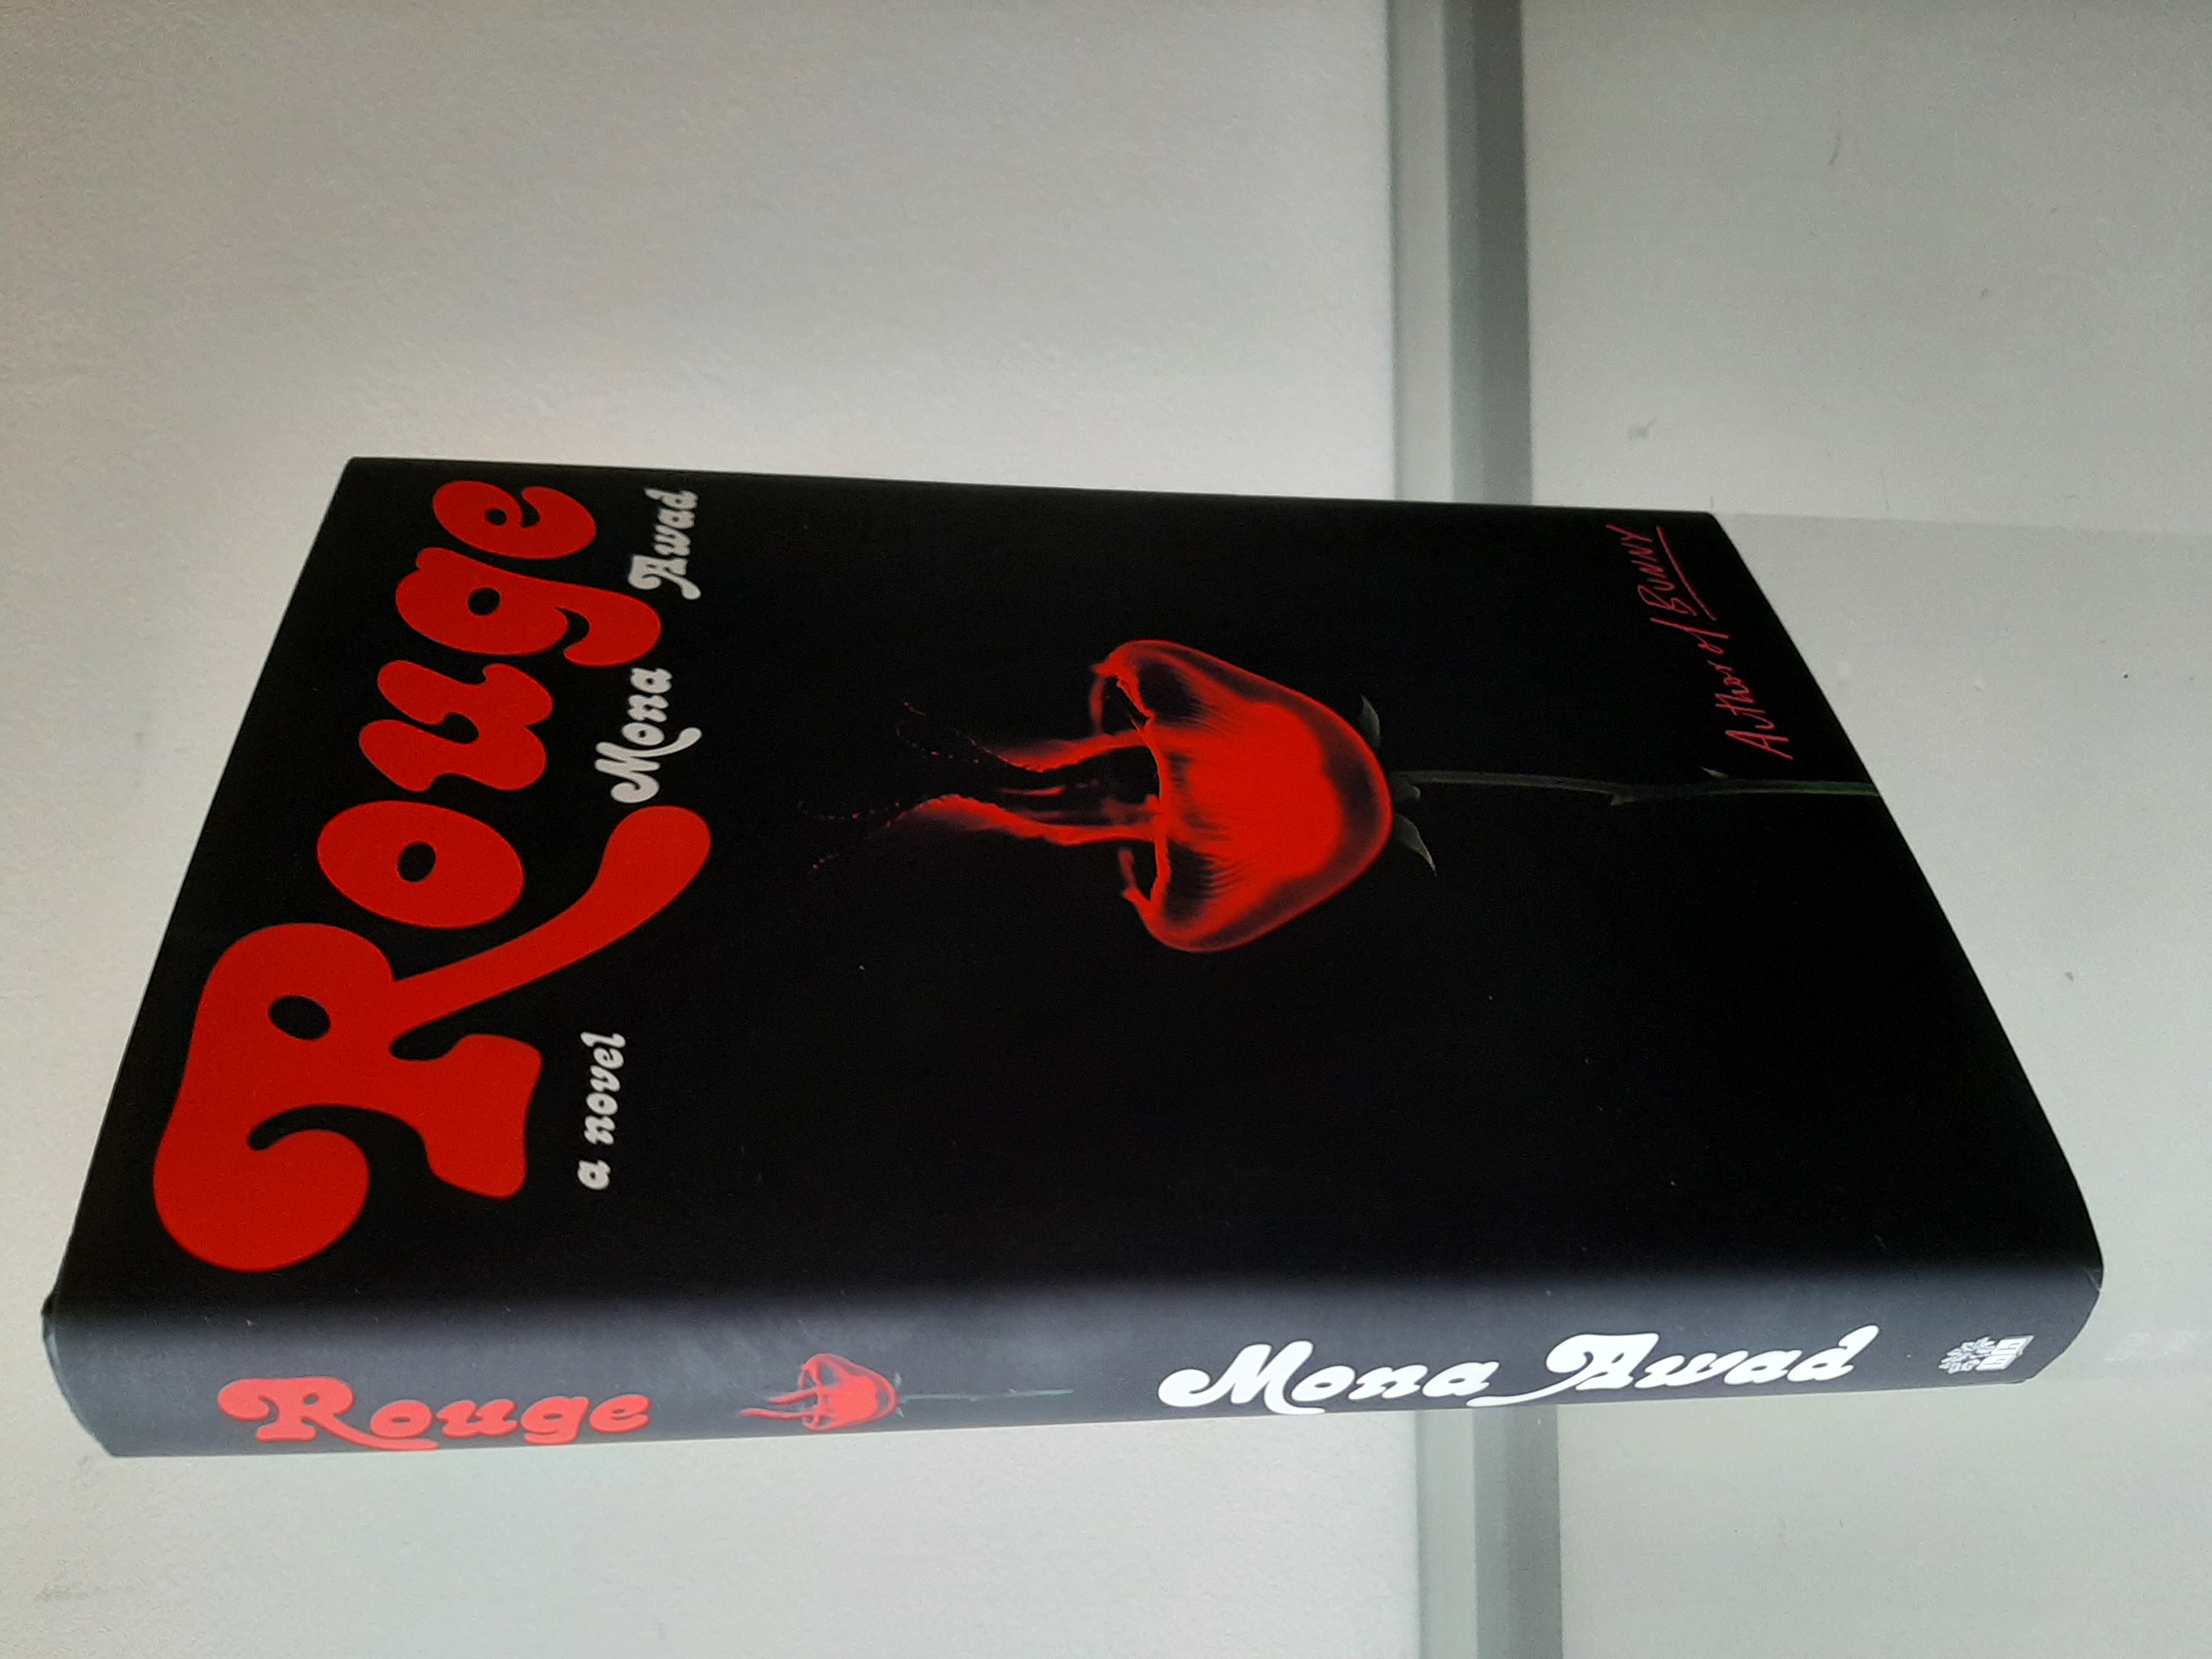 Rouge
a novel
Mona Awad
Author of BUNNY
Rouge
Mona Awad